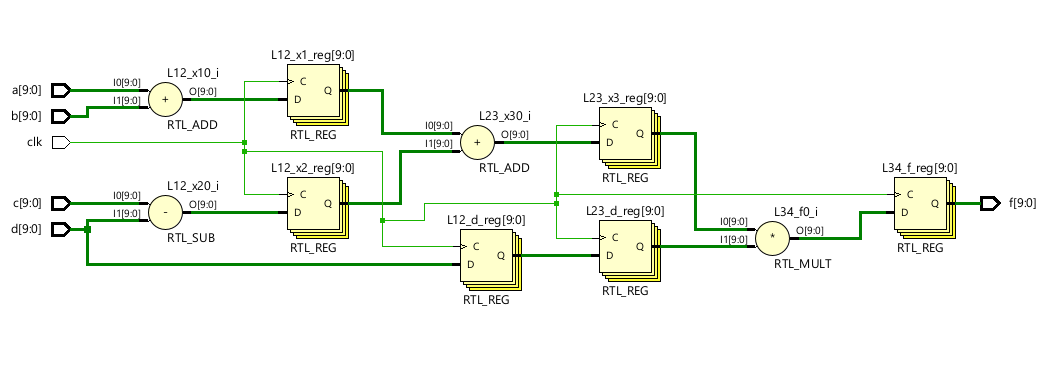 L12_x1_reg[9:0]
L12_x10_i
a[9:0]
I0[9:0]
I1[9:0]
+
O[9:0]
C
D
Q
b[9:0]
RTL_ADD
RTL_REG
clk
L23_x30_i
I0[9:0]
I1[9:0]
+
O[9:0]
RTL_ADD
L23_x3_reg[9:0]
C
D
Q
RTL_REG
L12_x2_reg[9:0]
L12_x20_i
c[9:0]
I0[9:0]
I1[9:0]
-
O[9:0]
C
D
Q
d[9:0]
RTL_SUB
RTL_REG
L12_d_reg[9:0]
C
D
Q
RTL_REG
L23_d_reg[9:0]
C
D
Q
RTL_REG
L34_f0_i
I0[9:0]
I1[9:0]
*
O[9:0]
RTL_MULT
L34_f_reg[9:0]
C
D
Q
RTL_REG
f[9:0]